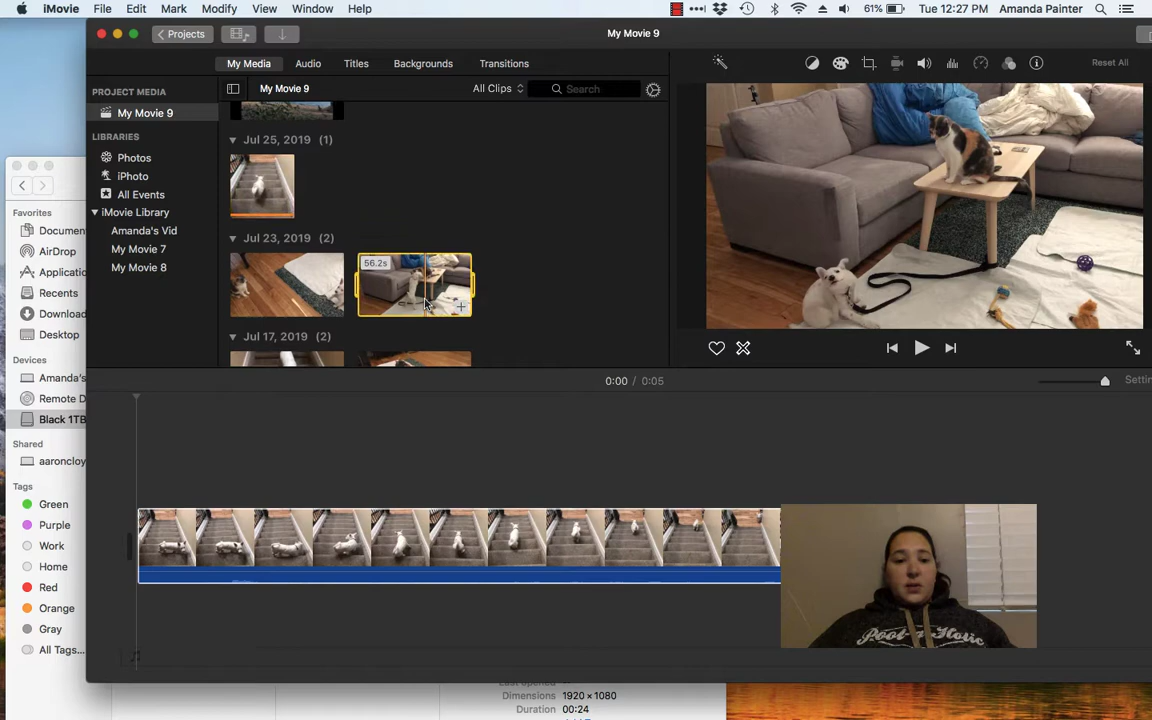 iMovie File Edit Mark Modify View Window Help 61% Tue 12:27 PM Amanda Painter
Projects
My Movie 9
My Media Audio Titles Backgrounds Transitions
Reset All
PROJECT MEDIA
My Movie 9
LIBRARIES
Photos
iPhoto
All Events
iMovie Library
Amanda's Vid
My Movie 7
My Movie 8
My Movie 9
All Clips
Search
Jul 25, 2019 (1)
Jul 23, 2019 (2)
56.2s
Jul 17, 2019 (2)
0:00 / 0:05
Settin
Favorites
Documen
AirDrop
Applicatio
Recents
Download
Desktop
Devices
Amanda's
Remote D
Black 1TB
Shared
aaroncloy
Tags
Green
Purple
Work
Home
Red
Orange
Gray
All Tags...
Pool-a-Holic
Last opened
Dimensions 1920 × 1080
Duration 00:24